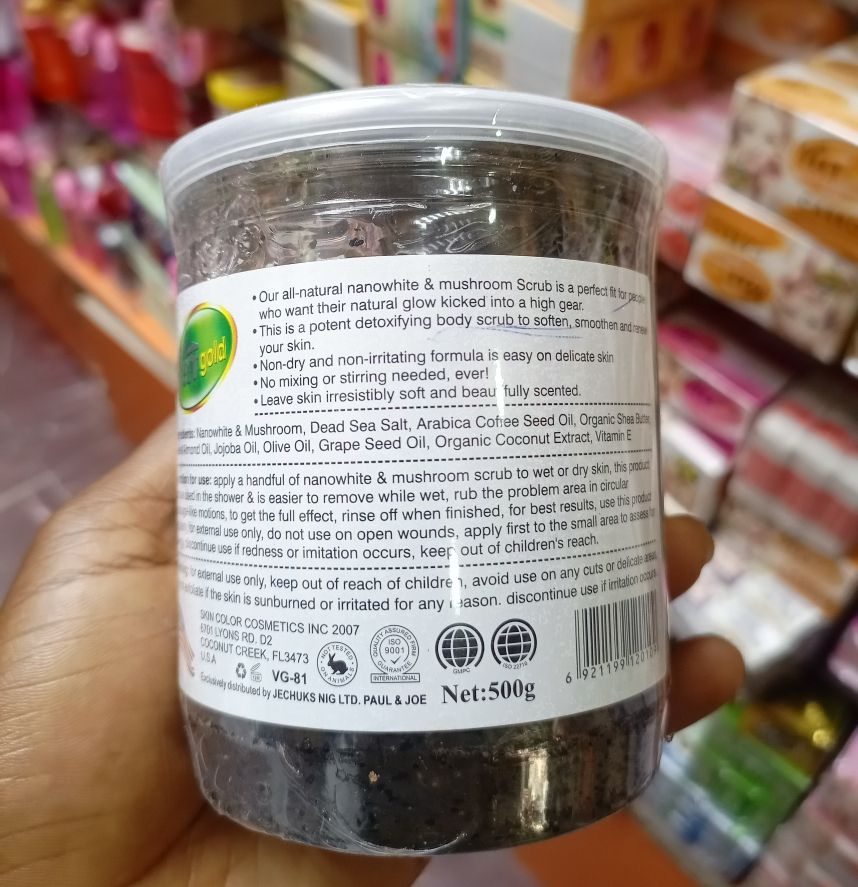 • Our all-natural nanowhite & mushroom Scrub is a perfect fit for
who want their natural glow kicked into a high gear.
• This is a potent detoxifying body scrub to soften, smoothen and
your skin.
• Non-dry and non-irritating formula is easy on delicate skin
• No mixing or stirring needed, ever!
• Leave skin irresistibly soft and beautifully scented.
gold
Nanowhite & Mushroom, Dead Sea Salt, Arabica Coffee Seed Oil, Organic Shea Butter,
Almond Oil, Jojoba Oil, Olive Oil, Grape Seed Oil, Organic Coconut Extract, Vitamin E
for use: apply a handful of nanowhite & mushroom scrub to wet or dry skin, this product
used in the shower & is easier to remove while wet, rub the problem area in circular
motions, to get the full effect, rinse off when finished, for best results, use this product
for external use only, do not use on open wounds, apply first to the small area to assess
discontinue use if redness or imitation occurs, keep out of children's reach.
for external use only, keep out of reach of children, avoid use on any cuts or delicate areas,
if the skin is sunburned or irritated for any reason. discontinue use if irritation occurs.
SKIN COLOR COSMETICS INC 2007
6701 LYONS RD. D2
COCONUT CREEK, FL3473
U.S.A
VG-81
NOT TESTED
ON ANIMALS
QUALITY ASSURED FIRM
ISO
9001
GUARANTEE
INTERNATIONAL
GMPC
ISO 22716
Exclusively distributed by JECHUKS NIG LTD. PAUL & JOE
Net:500g
6 921199